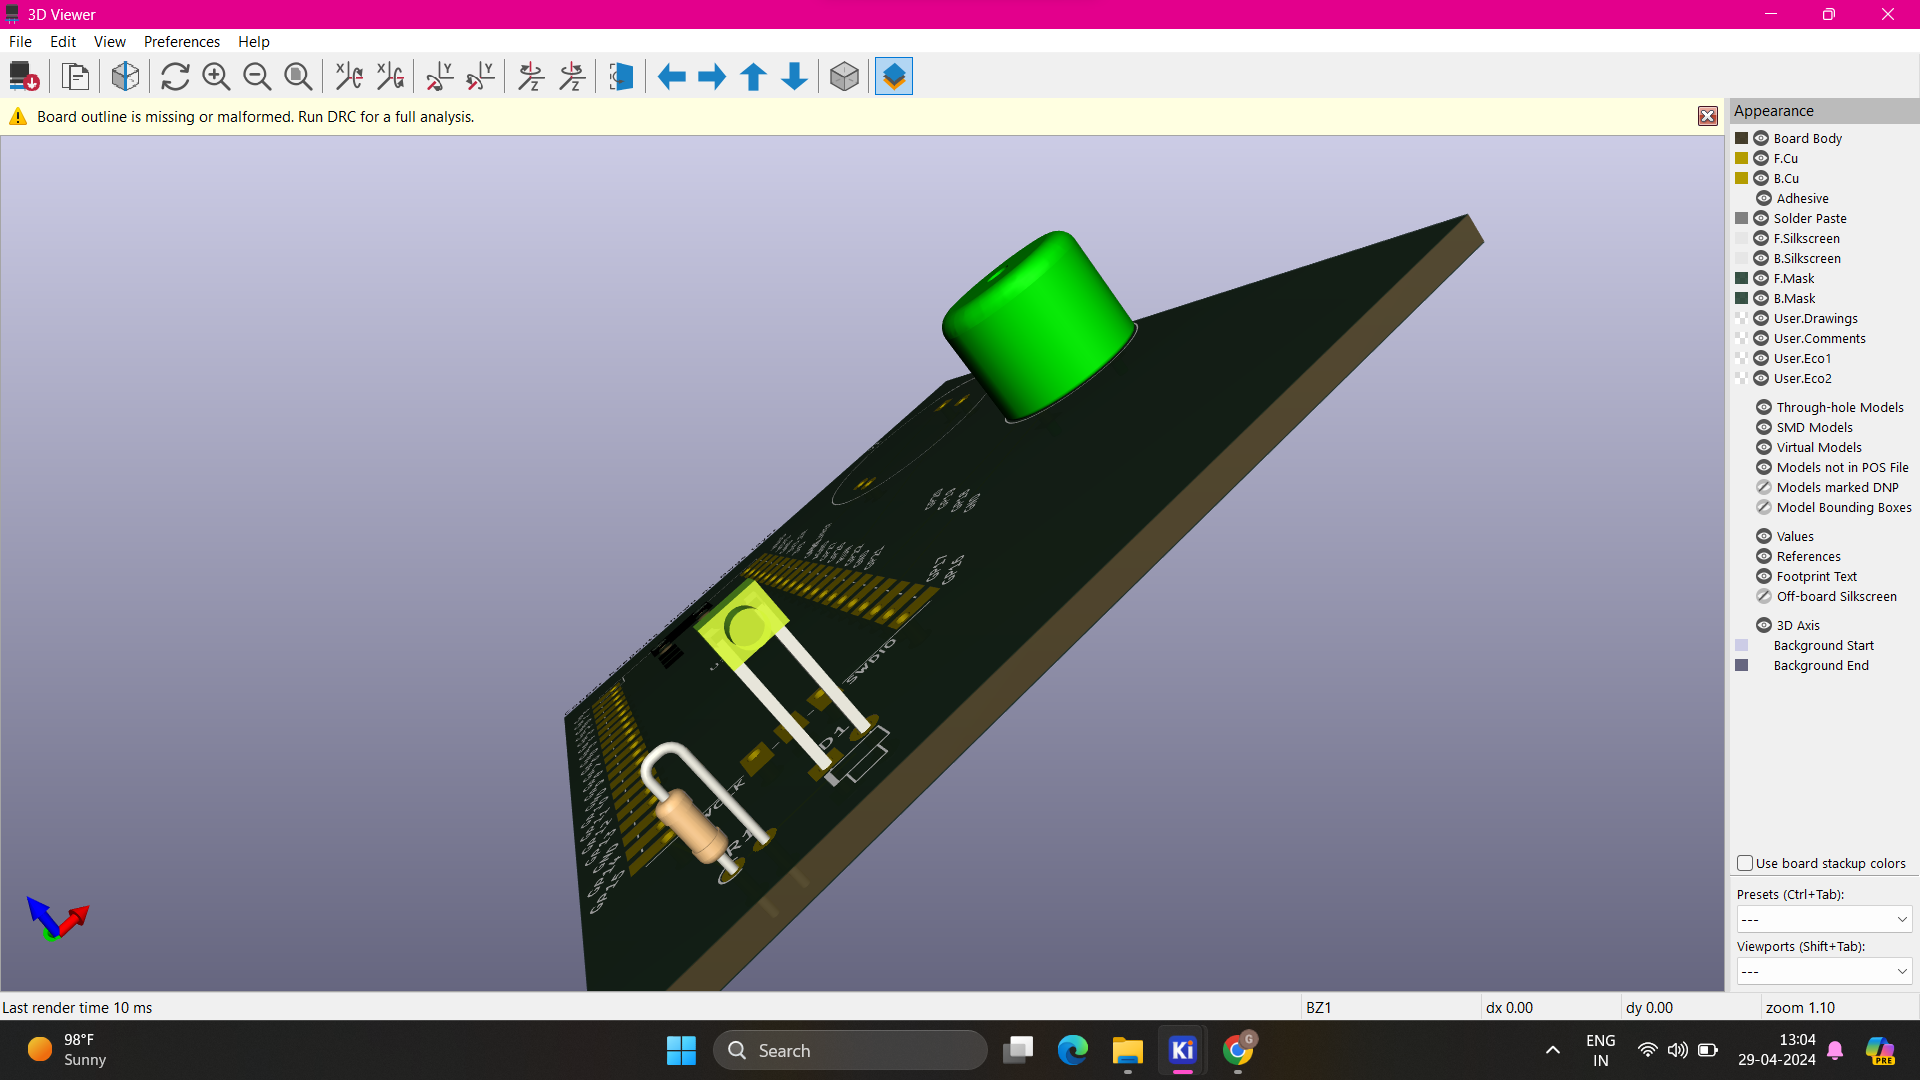 3D Viewer
File Edit View Preferences Help
Board outline is missing or malformed. Run DRC for a full analysis.
Appearance
Board Body
F.Cu
B.Cu
Adhesive
Solder Paste
F.Silkscreen
B.Silkscreen
F.Mask
B.Mask
User.Drawings
User.Comments
User.Eco1
User.Eco2
Through-hole Models
SMD Models
Virtual Models
Models not in POS File
Models marked DNP
Model Bounding Boxes
Values
References
Footprint Text
Off-board Silkscreen
3D Axis
Background Start
Background End
Use board stackup colors
Presets (Ctrl+Tab):
---
Viewports (Shift+Tab):
---
SWDIO
D1
R1
GP14
GP15
Last render time 10 ms
BZ1
dx 0.00
dy 0.00
zoom 1.10
98°F
Sunny
Search
Ki
G
ENG
IN
13:04
29-04-2024
PRE